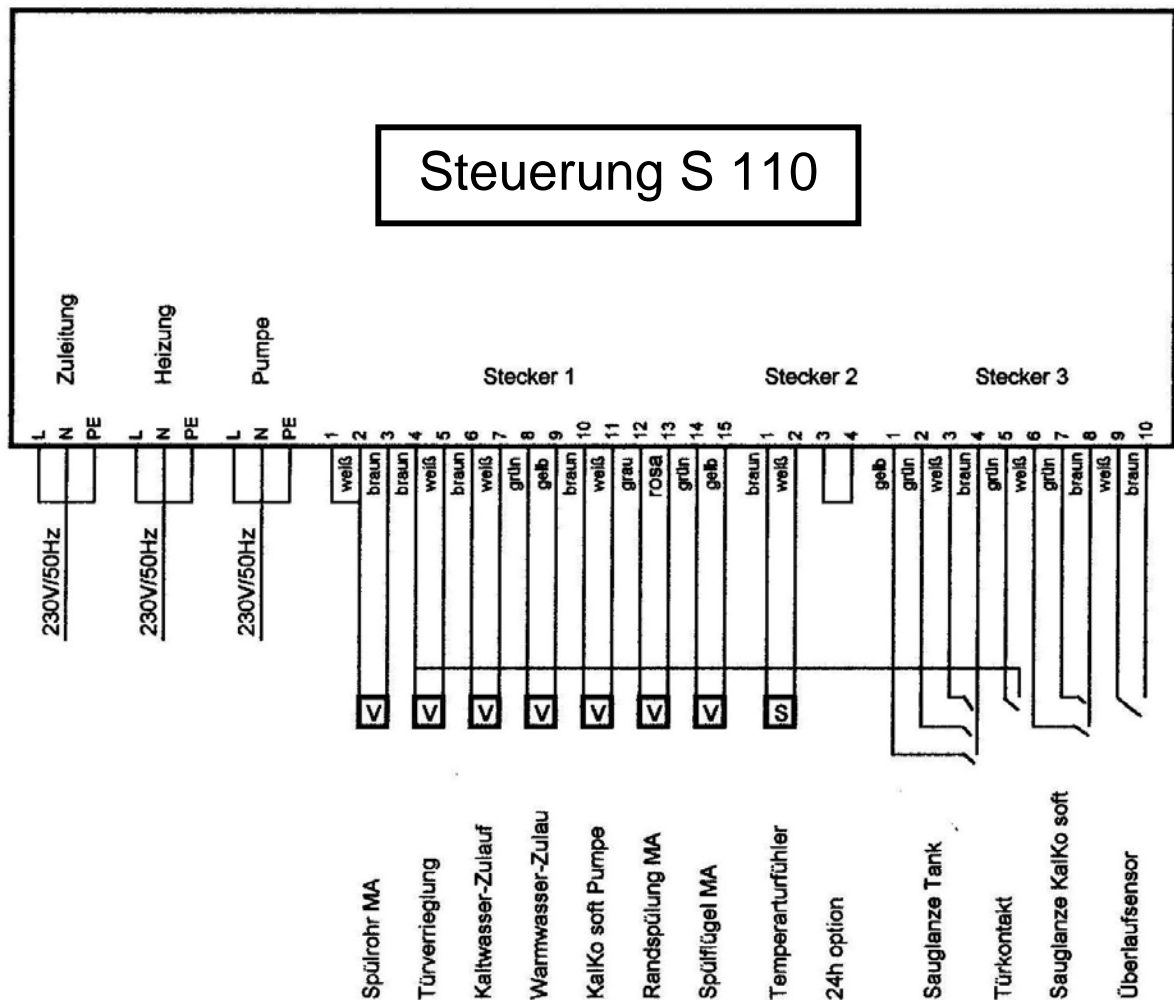 Steuerung S 110
Zuleitung
Heizung
Pumpe
Stecker 1
Stecker 2
Stecker 3
L
N
PE
L
N
PE
L
N
PE
1
2
3
4
5
6
7
8
9
10
11
12
13
14
15
1
2
3
4
1
2
3
4
5
6
7
8
9
10
weiß
braun
braun
weiß
braun
weiß
grün
gelb
braun
weiß
grau
rosa
grün
gelb
braun
weiß
gelb
grün
weiß
braun
grün
weiß
grün
braun
weiß
braun
230V/50Hz
230V/50Hz
230V/50Hz
V
V
V
V
V
V
V
S
Spülrohr MA
Türverrieglung
Kaltwasser-Zulauf
Warmwasser-Zulau
KalKo soft Pumpe
Randspülung MA
Spülflügel MA
Temperarturfühler
24h option
Sauglanze Tank
Türkontakt
Sauglanze KalKo soft
Überlaufsensor